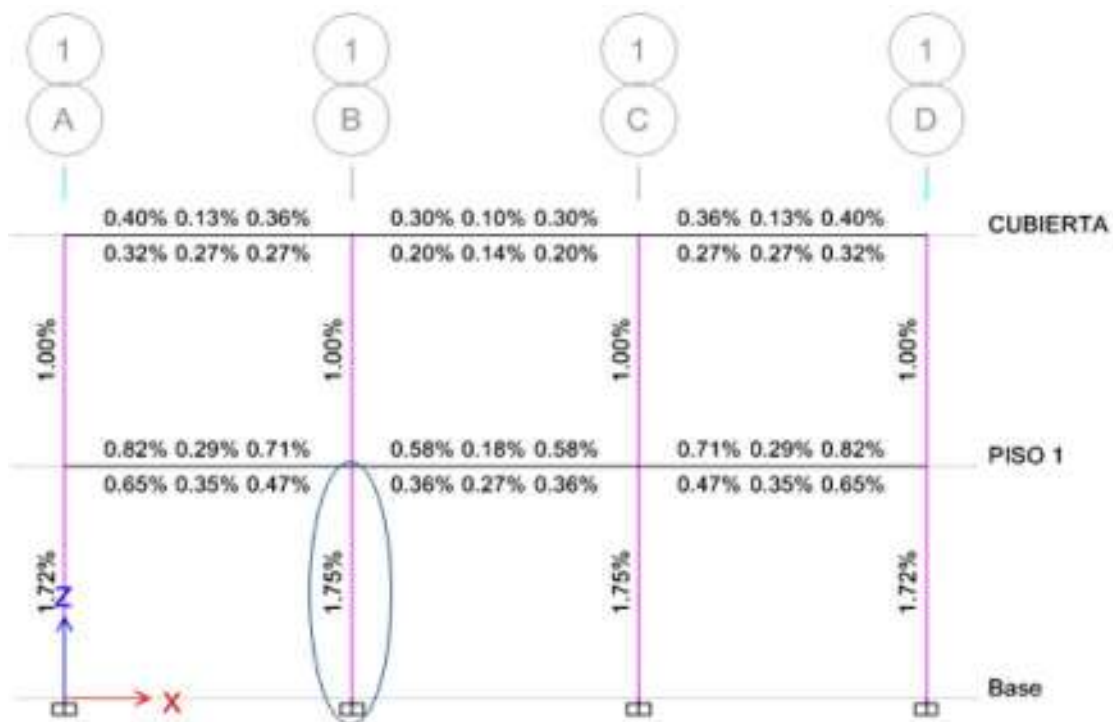 1 1 1 1
A B C D
0.40% 0.13% 0.36% 0.30% 0.10% 0.30% 0.36% 0.13% 0.40%
CUBIERTA
0.32% 0.27% 0.27% 0.20% 0.14% 0.20% 0.27% 0.27% 0.32%
1.00% 1.00% 1.00% 1.00%
0.82% 0.29% 0.71% 0.58% 0.18% 0.58% 0.71% 0.29% 0.82%
PISO 1
0.65% 0.35% 0.47% 0.36% 0.27% 0.36% 0.47% 0.35% 0.65%
1.72% 1.75% 1.75% 1.72%
Z
X
Base